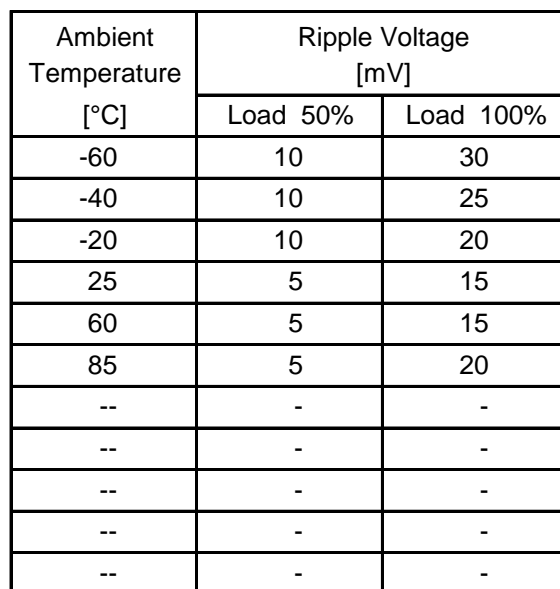 Ambient Temperature [°C] Ripple Voltage [mV]
Load 50% Load 100%
-60 10 30
-40 10 25
-20 10 20
25 5 15
60 5 15
85 5 20
-- - -
-- - -
-- - -
-- - -
-- - -